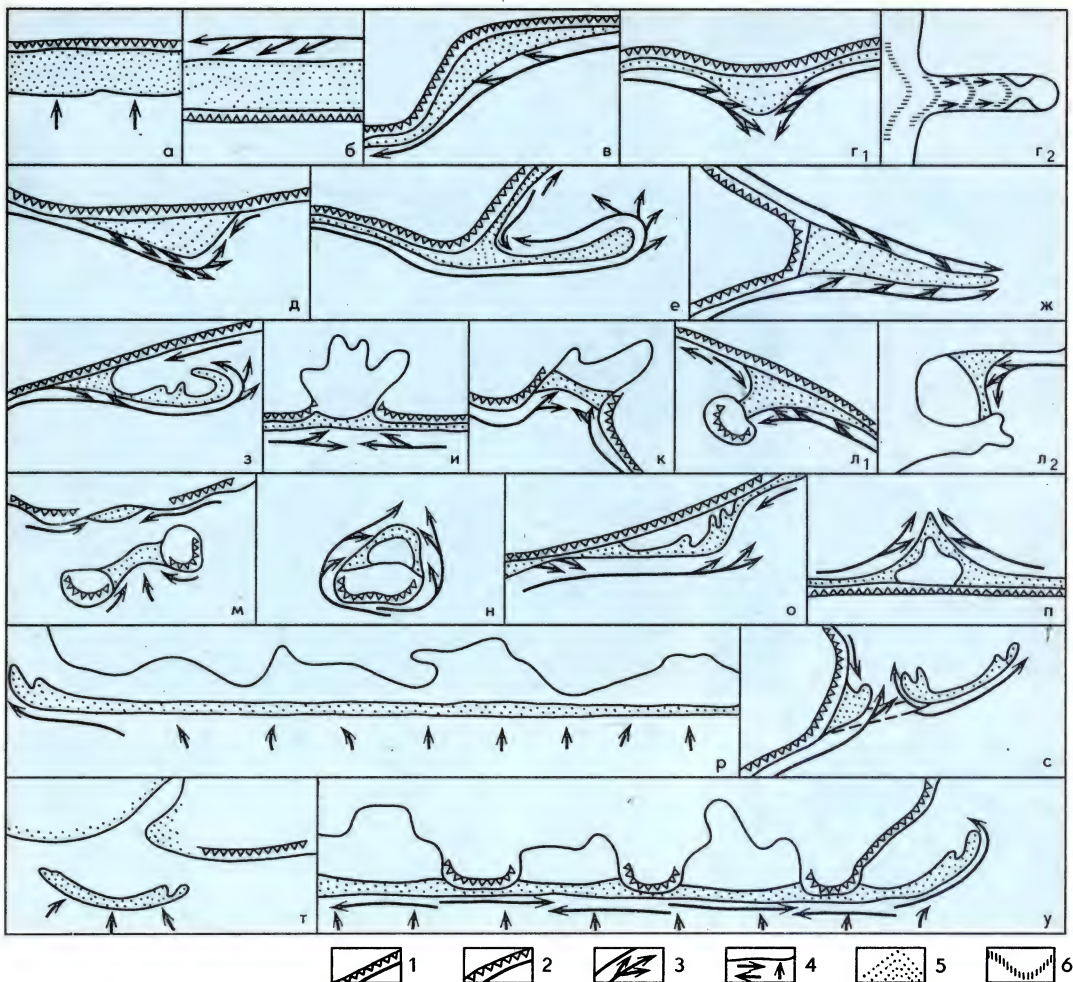 а б в г1 г2
д е ж
з и к л1 л2
м н о п
р с
т у
1 2 3 4 5 6